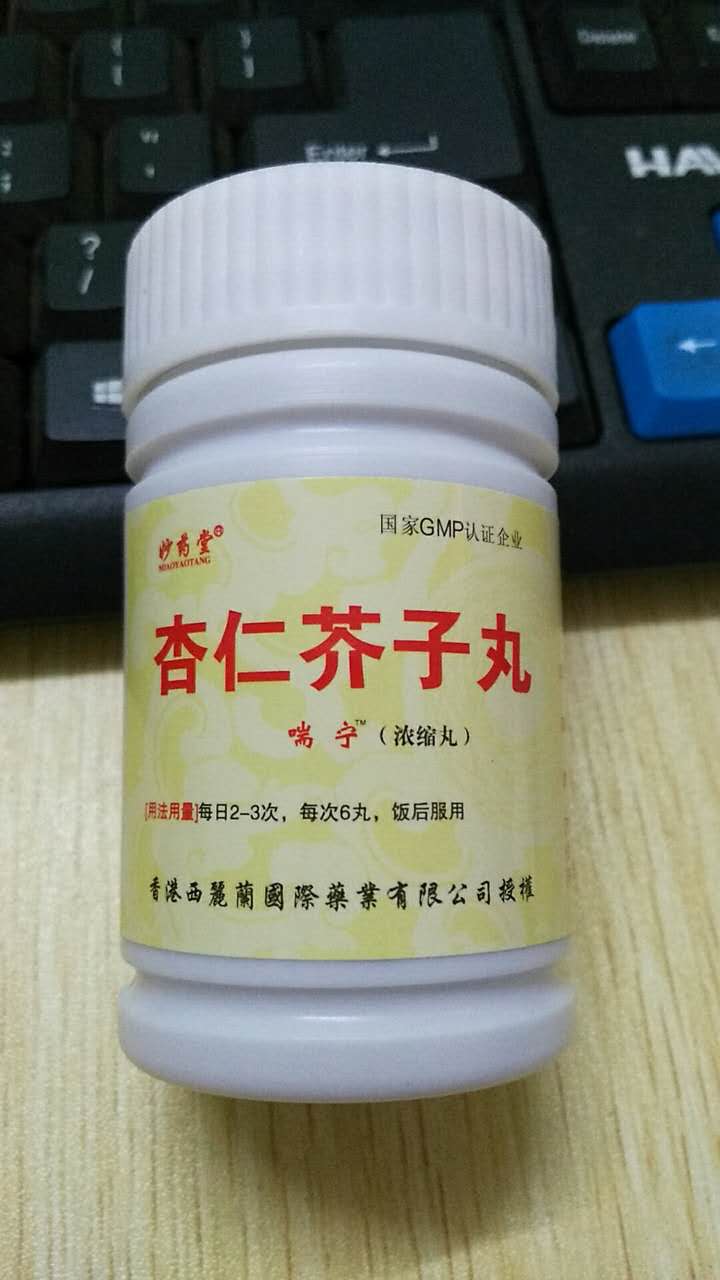 Delete
{
[
}
]
Enter
HAV
?
/
妙药堂
MIAOYAOTANG
国家GMP认证企业
杏仁芥子丸
喘宁™（浓缩丸）
[用法用量]每日2-3次，每次6丸，饭后服用
香港西麗蘭國際藥業有限公司授權